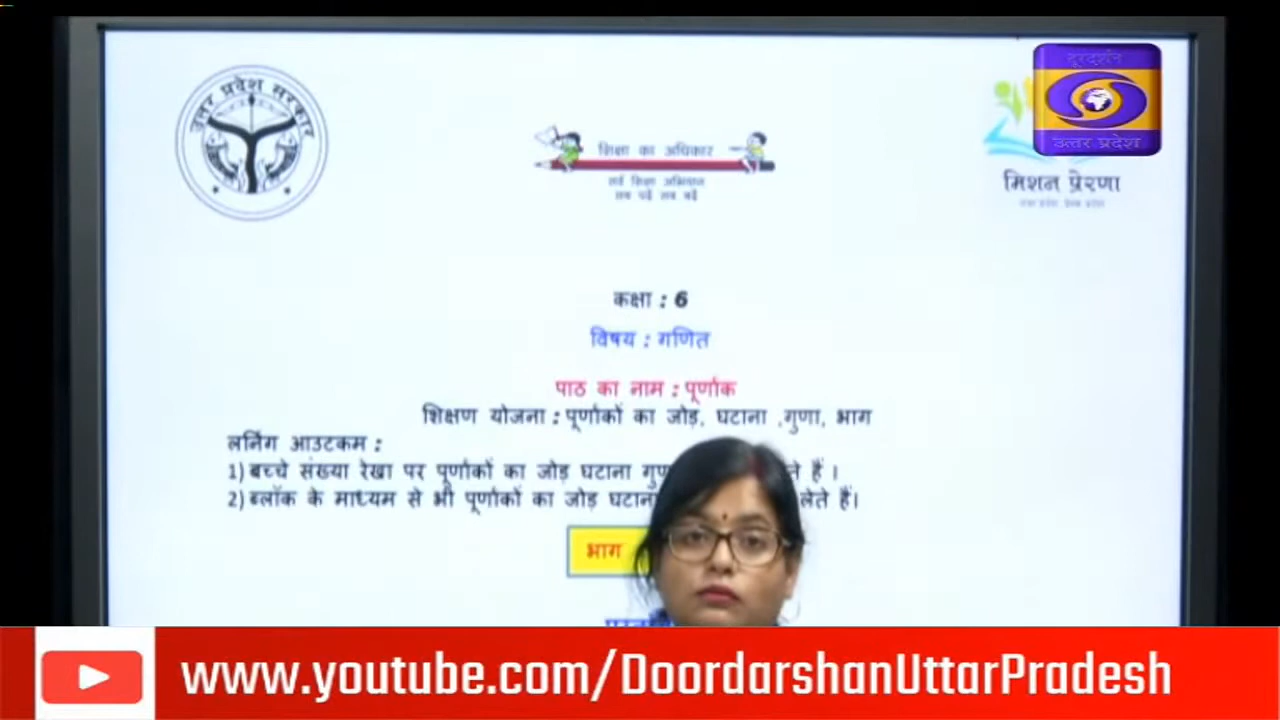 उत्तर प्रदेश सरकार
शिक्षा का अधिकार
सर्व शिक्षा अभियान
सब पढ़ें सब बढ़ें
दूरदर्शन
उत्तर प्रदेश
मिशन प्रेरणा
कक्षा : 6
विषय : गणित
पाठ का नाम : पूर्णांक
शिक्षण योजना : पूर्णांकों का जोड़, घटाना ,गुणा, भाग
लर्निंग आउटकम :
1) बच्चे संख्या रेखा पर पूर्णांकों का जोड़ घटाना हैं ।
2) ब्लॉक के माध्यम से भी पूर्णांकों का जोड़ घटाना लेते हैं।
भाग
www.youtube.com/DoordarshanUttarPradesh